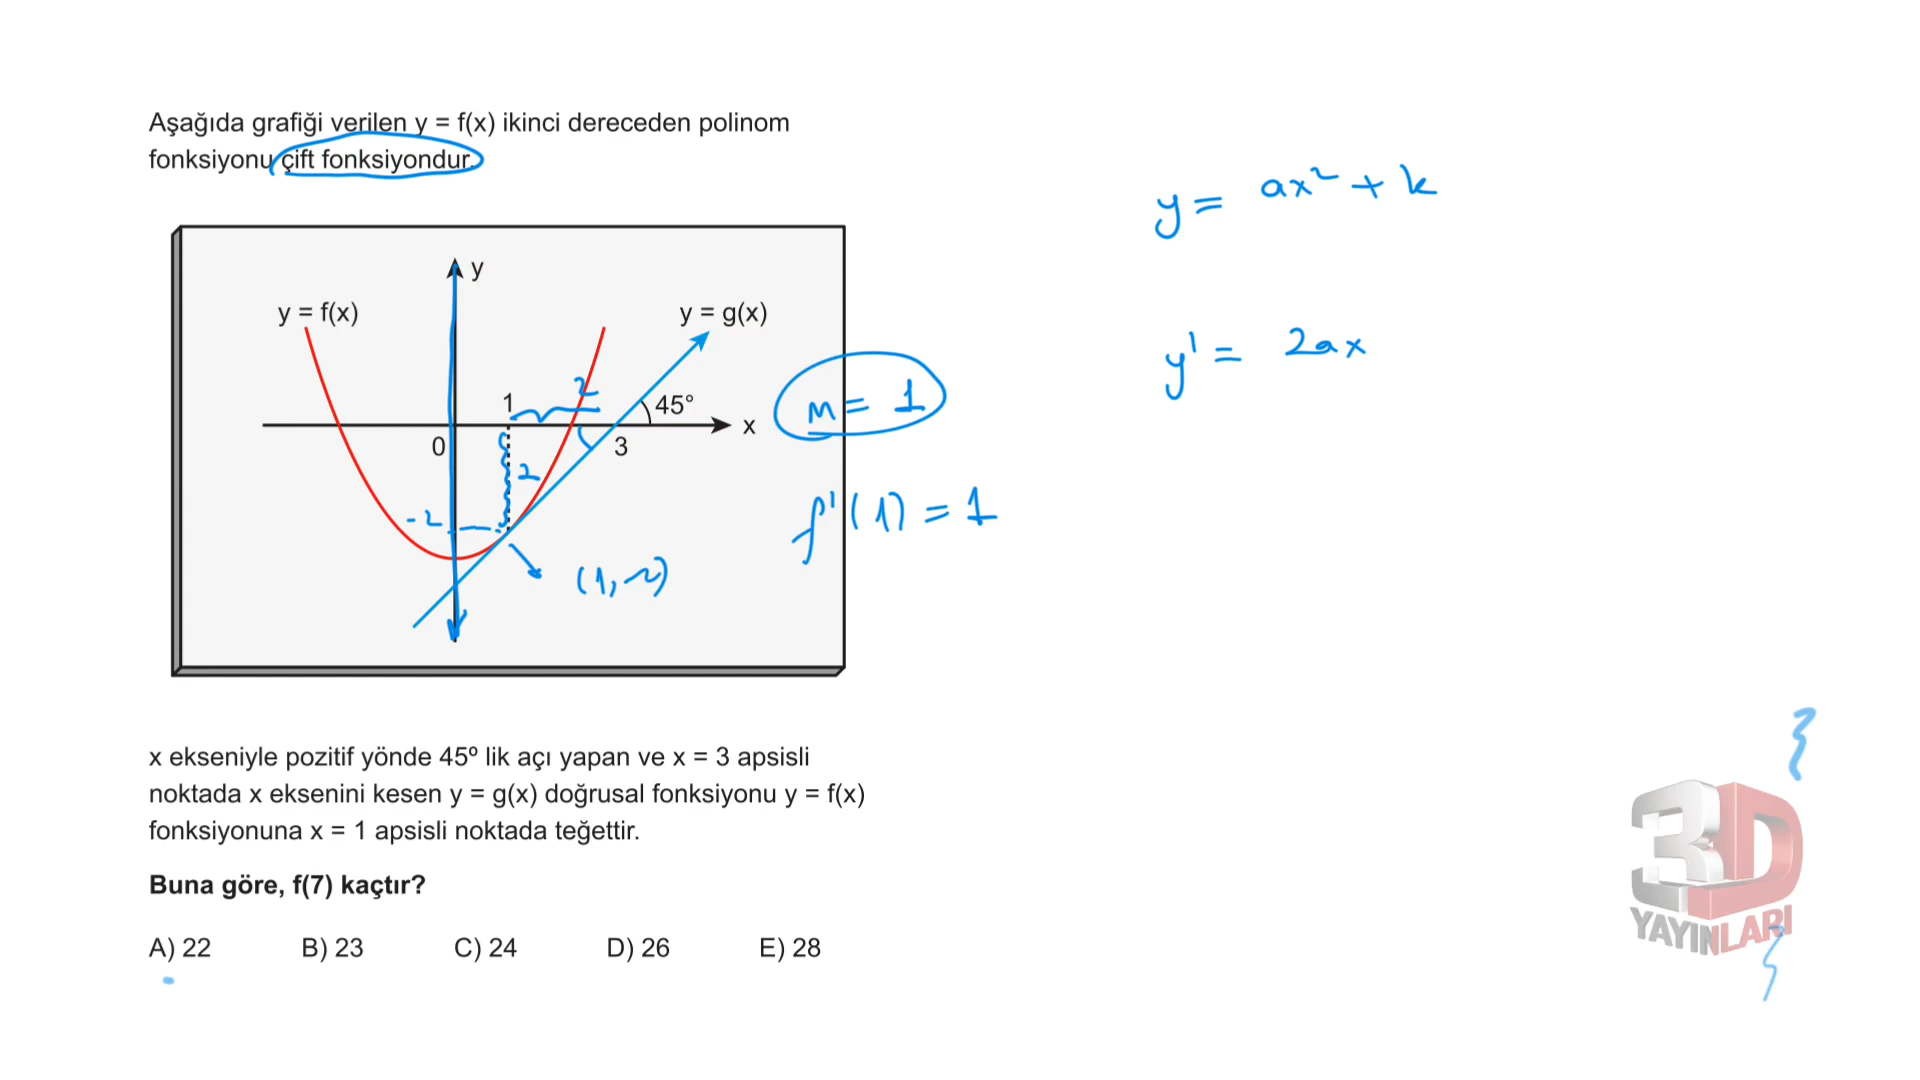 Aşağıda grafiği verilen y = f(x) ikinci dereceden polinom
fonksiyonu çift fonksiyondur.
y = ax² + k
y
y = f(x)
y = g(x)
y' = 2ax
2
1
45°
m = 1
x
0
3
2
-2
f'(1) = 1
(1,-2)
x ekseniyle pozitif yönde 45º lik açı yapan ve x = 3 apsisli
noktada x eksenini kesen y = g(x) doğrusal fonksiyonu y = f(x)
fonksiyonuna x = 1 apsisli noktada teğettir.
Buna göre, f(7) kaçtır?
A) 22 B) 23 C) 24 D) 26 E) 28
3D
YAYINLARI